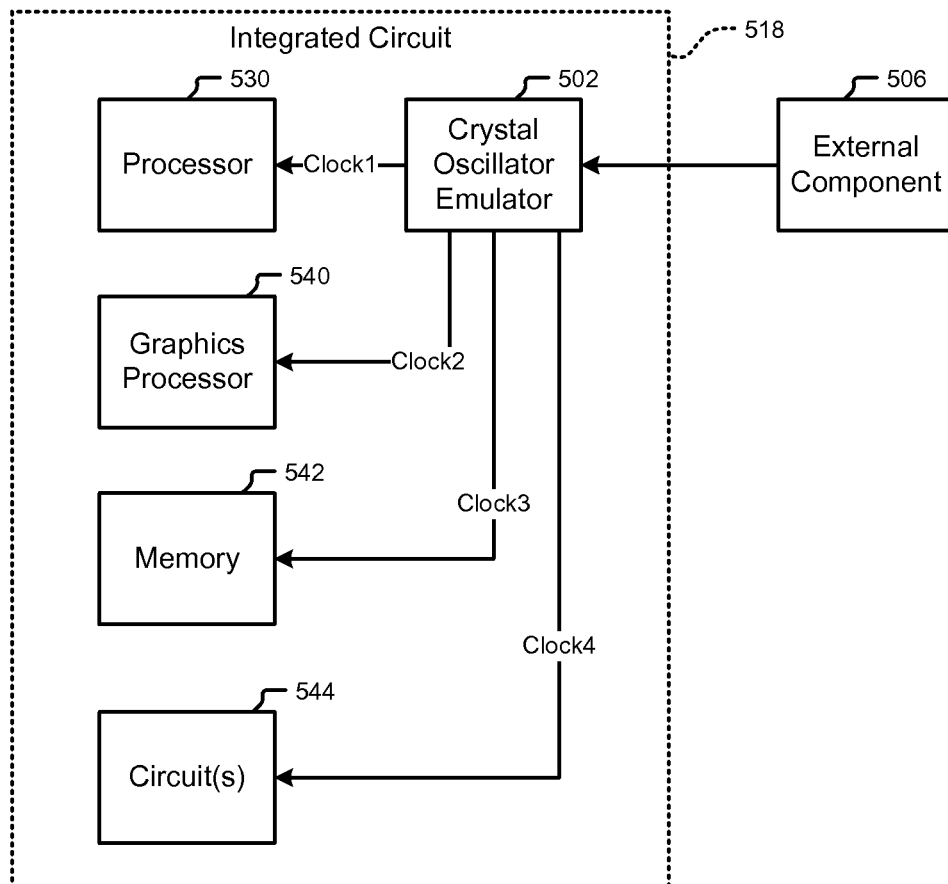 Integrated Circuit
518
530
502
506
Processor
Clock1
Crystal
Oscillator
Emulator
External
Component
540
Graphics
Processor
Clock2
542
Memory
Clock3
Clock4
544
Circuit(s)